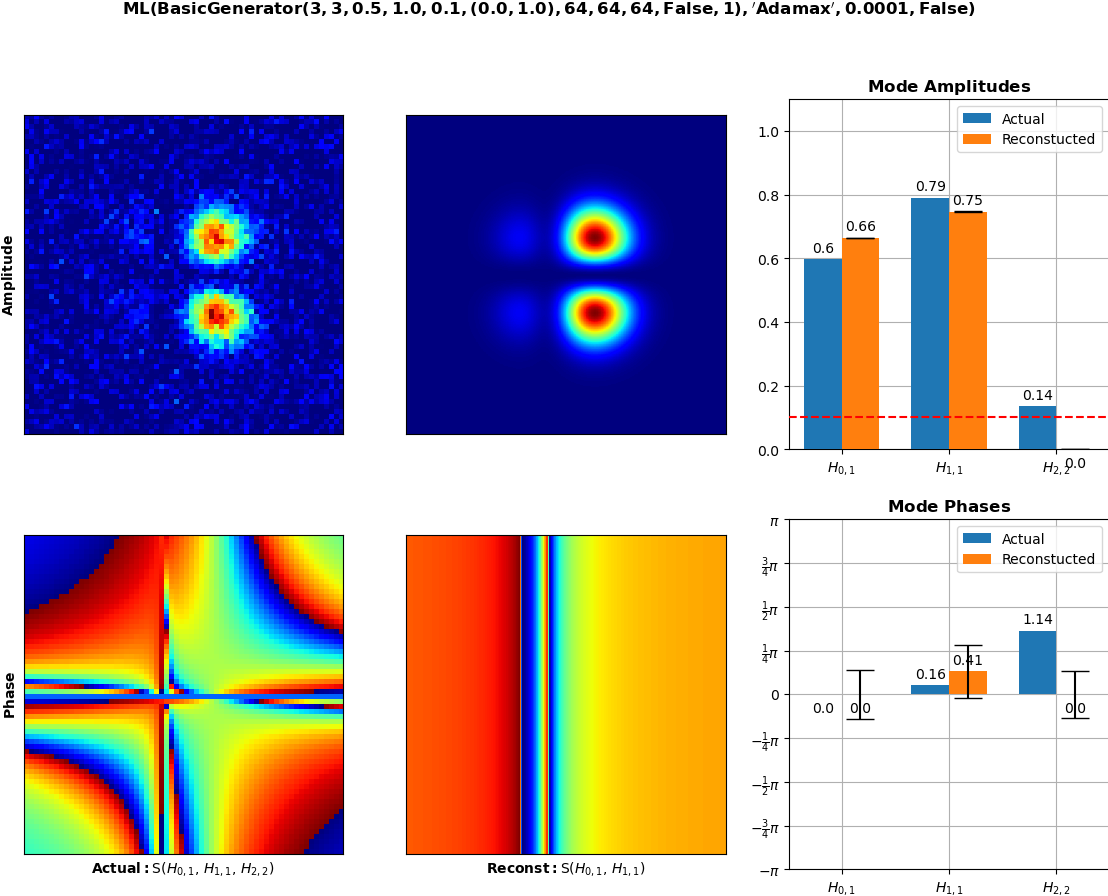 ML(BasicGenerator(3, 3, 0.5, 1.0, 0.1, (0.0, 1.0), 64, 64, 64, False, 1), ′Adamax′, 0.0001, False)
Amplitude
Mode Amplitudes
Actual
Reconstucted
1.0
0.8
0.6
0.4
0.2
0.0
0.6
0.66
0.79
0.75
0.14
0.0
H0, 1
H1, 1
H2, 2
Phase
Actual: S(H0, 1, H1, 1, H2, 2)
Reconst: S(H0, 1, H1, 1)
Mode Phases
Actual
Reconstucted
π
3/4π
1/2π
1/4π
0
−1/4π
−1/2π
−3/4π
−π
0.0
0.0
0.16
0.41
1.14
0.0
H0, 1
H1, 1
H2, 2